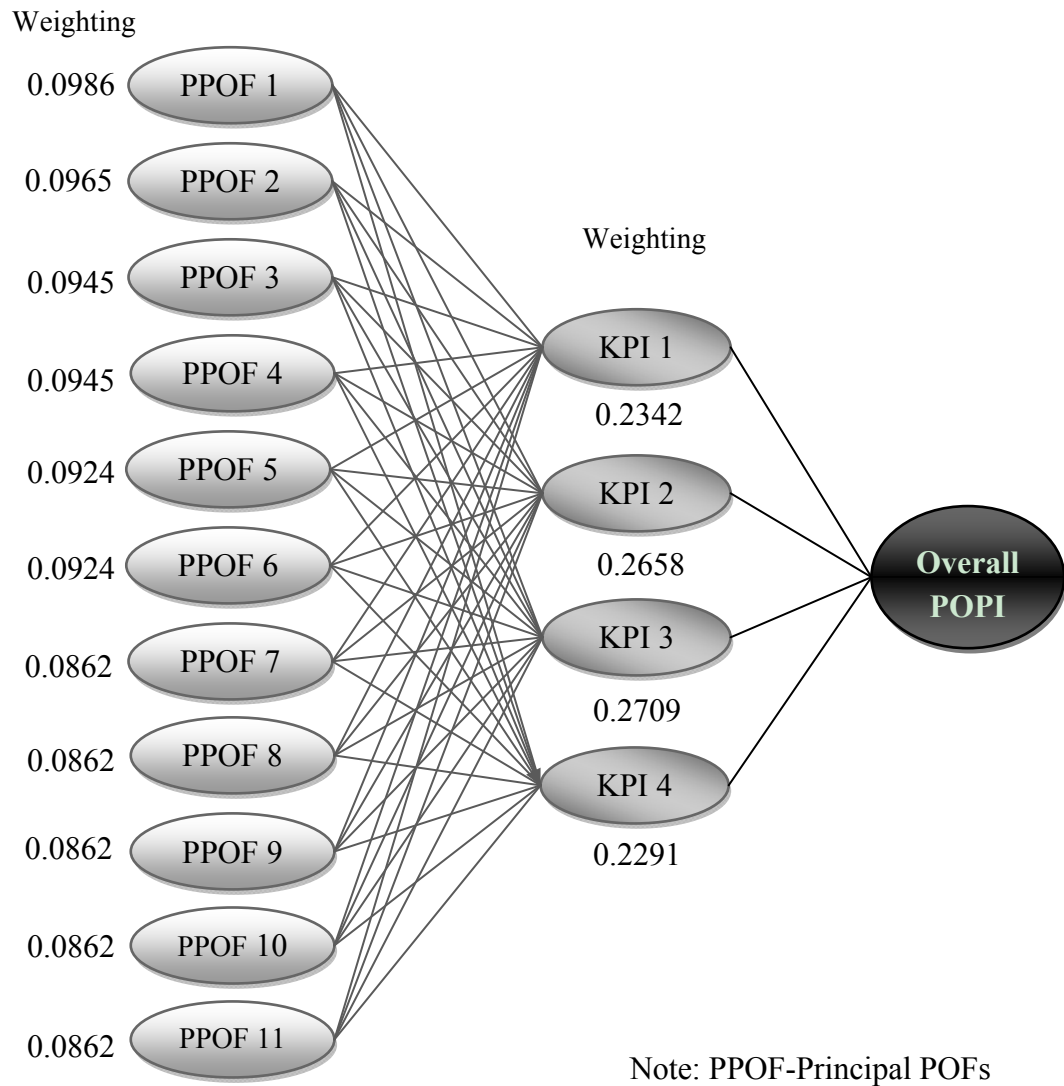 Weighting
0.0986 PPOF 1
0.0965 PPOF 2
0.0945 PPOF 3
0.0945 PPOF 4
0.0924 PPOF 5
0.0924 PPOF 6
0.0862 PPOF 7
0.0862 PPOF 8
0.0862 PPOF 9
0.0862 PPOF 10
0.0862 PPOF 11
Weighting
KPI 1
0.2342
KPI 2
0.2658
KPI 3
0.2709
KPI 4
0.2291
Overall
POPI
Note: PPOF-Principal POFs